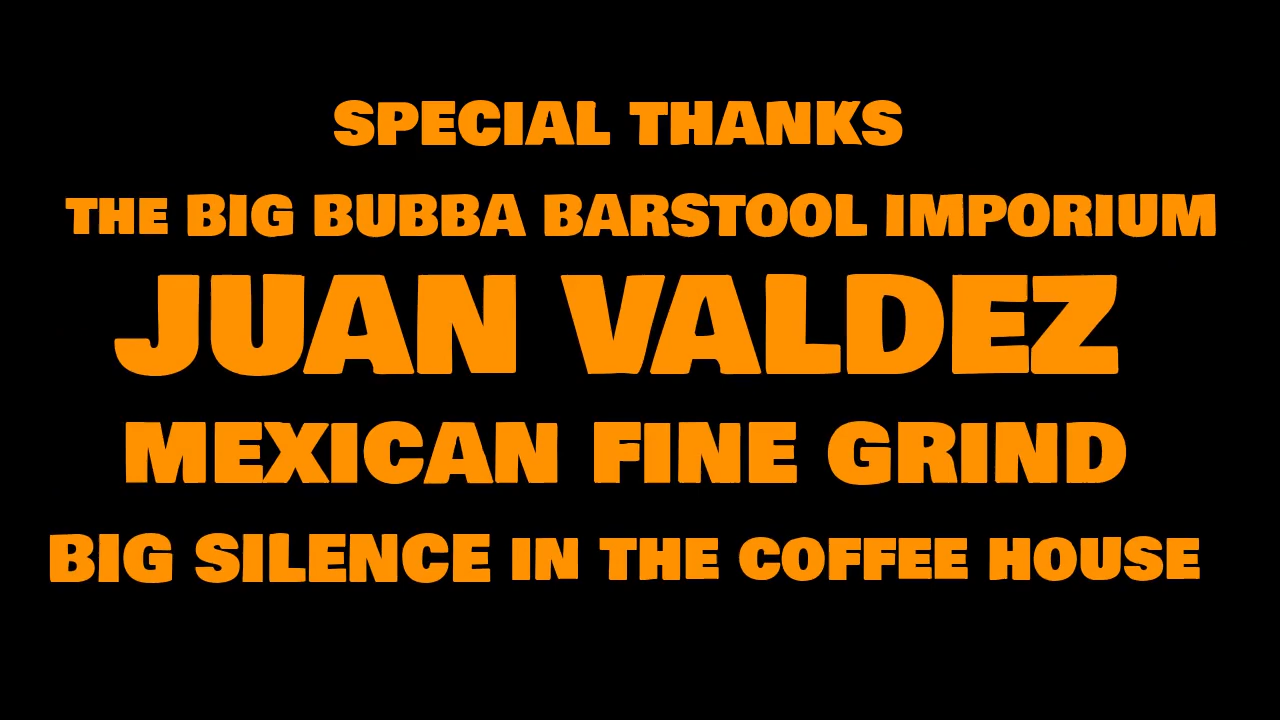 SPECIAL THANKS
THE BIG BUBBA BARSTOOL IMPORIUM
JUAN VALDEZ
MEXICAN FINE GRIND
BIG SILENCE IN THE COFFEE HOUSE